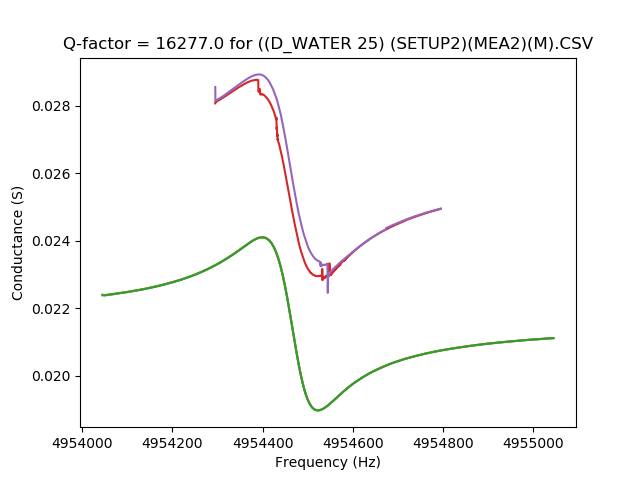 Q-factor = 16277.0 for ((D_WATER 25) (SETUP2)(MEA2)(M).CSV
0.028
0.026
0.024
0.022
0.020
Conductance (S)
4954000 4954200 4954400 4954600 4954800 4955000
Frequency (Hz)